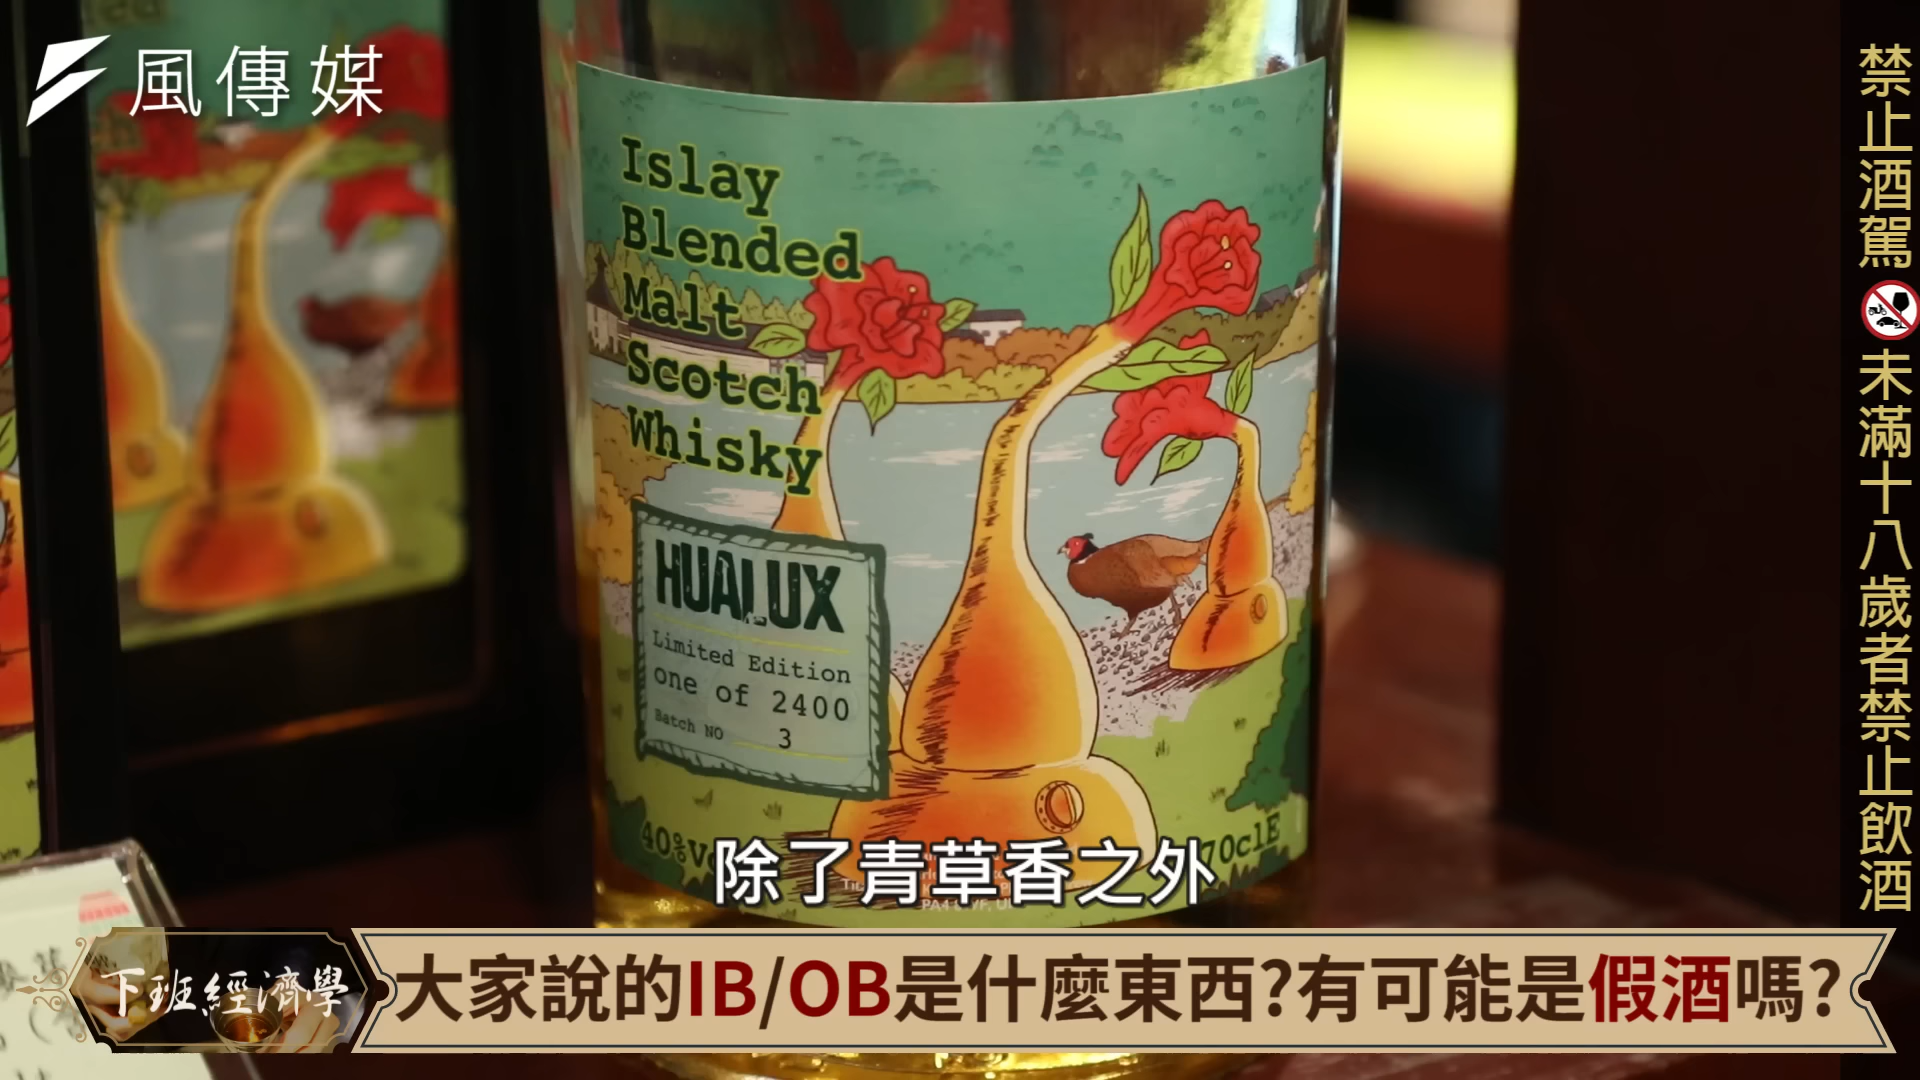 風傳媒
Islay
Blended
Malt
Scotch
Whisky
HUALUX
Limited Edition
one of 2400
Batch NO 3
70clE
除了青草香之外
下班經濟學
大家說的IB/OB是什麼東西?有可能是假酒嗎?
禁止酒駕
未滿十八歲者禁止飲酒